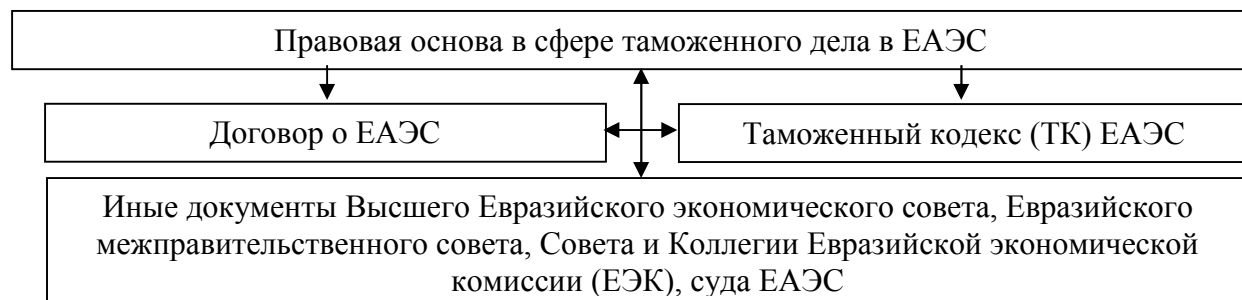 Правовая основа в сфере таможенного дела в ЕАЭС
Договор о ЕАЭС
Таможенный кодекс (ТК) ЕАЭС
Иные документы Высшего Евразийского экономического совета, Евразийского
межправительственного совета, Совета и Коллегии Евразийской экономической
комиссии (ЕЭК), суда ЕАЭС